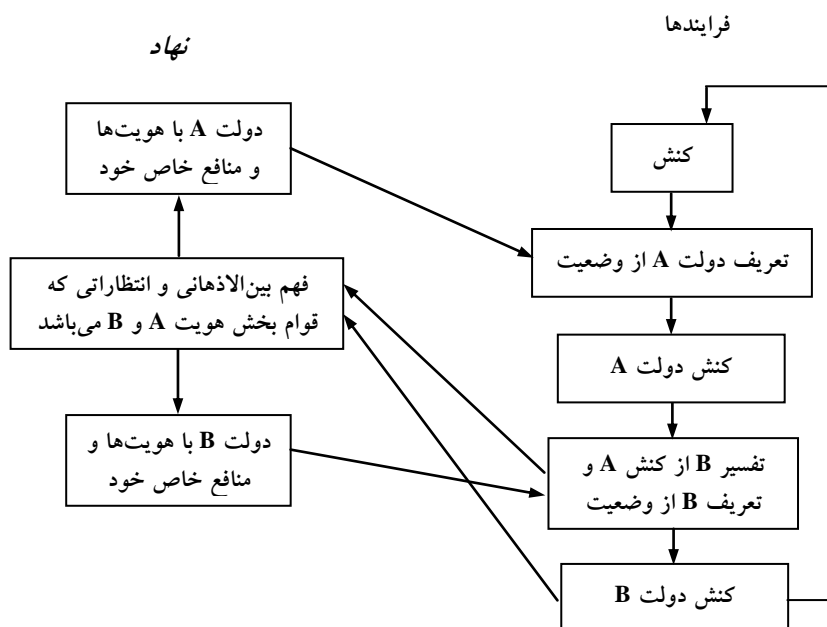 فرایندها
نهاد
کنش
دولت A با هویت‌ها
و منافع خاص خود
تعریف دولت A از وضعیت
فهم بین‌الاذهانی و انتظاراتی که
قوام بخش هویت A و B می‌باشد
کنش دولت A
دولت B با هویت‌ها و
منافع خاص خود
تفسیر B از کنش A و
تعریف B از وضعیت
کنش دولت B